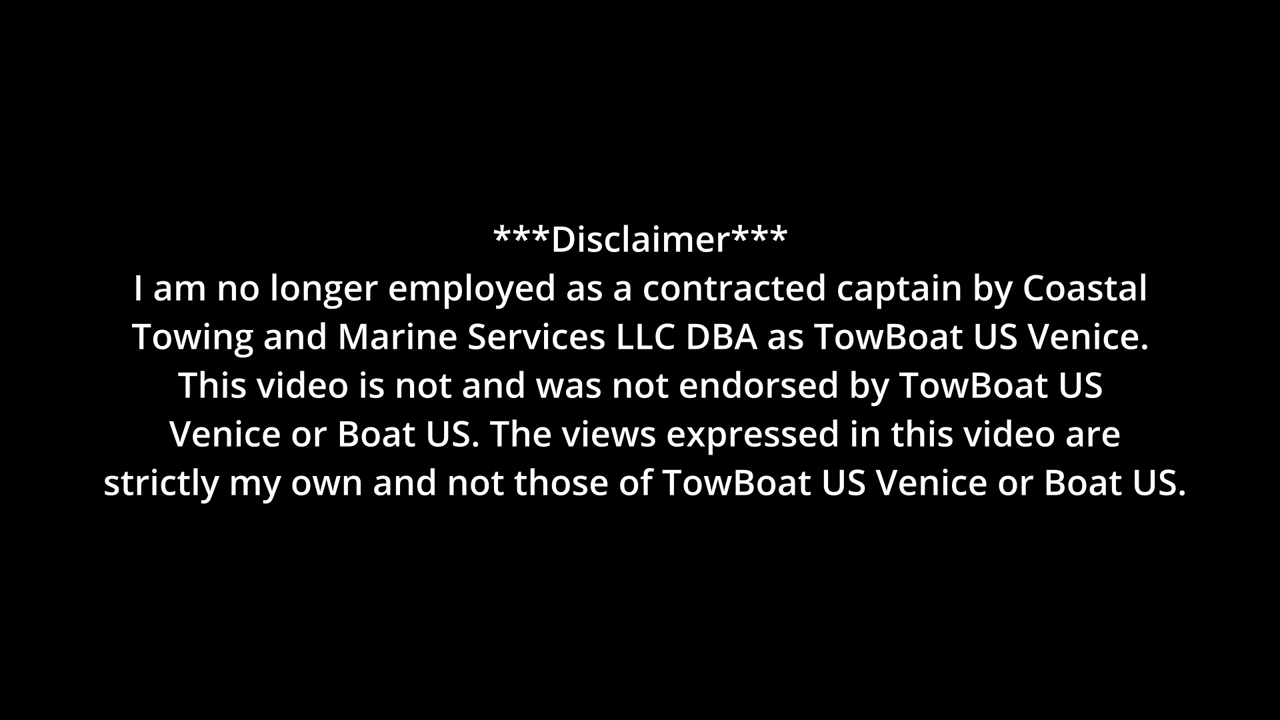 ***Disclaimer***
I am no longer employed as a contracted captain by Coastal
Towing and Marine Services LLC DBA as TowBoat US Venice.
This video is not and was not endorsed by TowBoat US
Venice or Boat US. The views expressed in this video are
strictly my own and not those of TowBoat US Venice or Boat US.